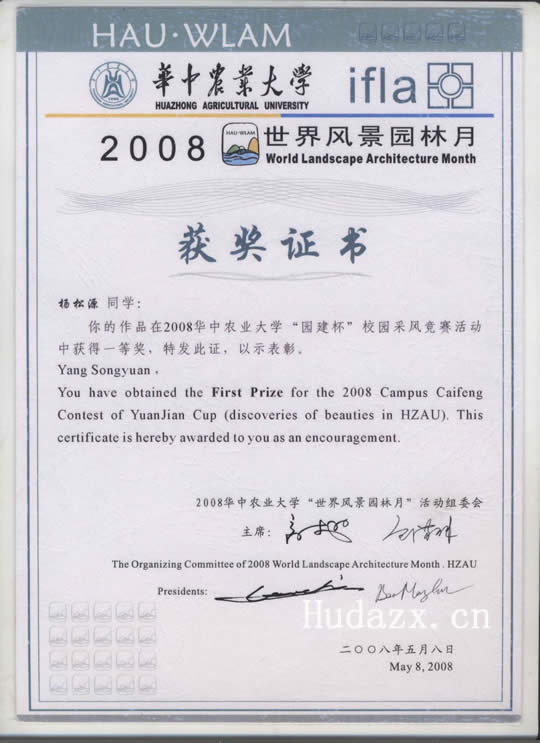 HAU·WLAM
華中农業大学
HUAZHONG AGRICULTURAL UNIVERSITY
ifla
2008
HAU·WLAM
世界风景园林月
World Landscape Architecture Month
获奖证书
杨松源 同学：
你的作品在2008华中农业大学“园建杯”校园采风竞赛活动
中获得一等奖，特发此证，以示表彰。
Yang Songyuan，
You have obtained the First Prize for the 2008 Campus Caifeng
Contest of YuanJian Cup (discoveries of beauties in HZAU). This
certificate is hereby awarded to you as an encouragement.
2008华中农业大学“世界风景园林月”活动组委会
主席：
The Organizing Committee of 2008 World Landscape Architecture Month . HZAU
Presidents:
Hudazx.cn
二〇〇八年五月八日
May 8, 2008